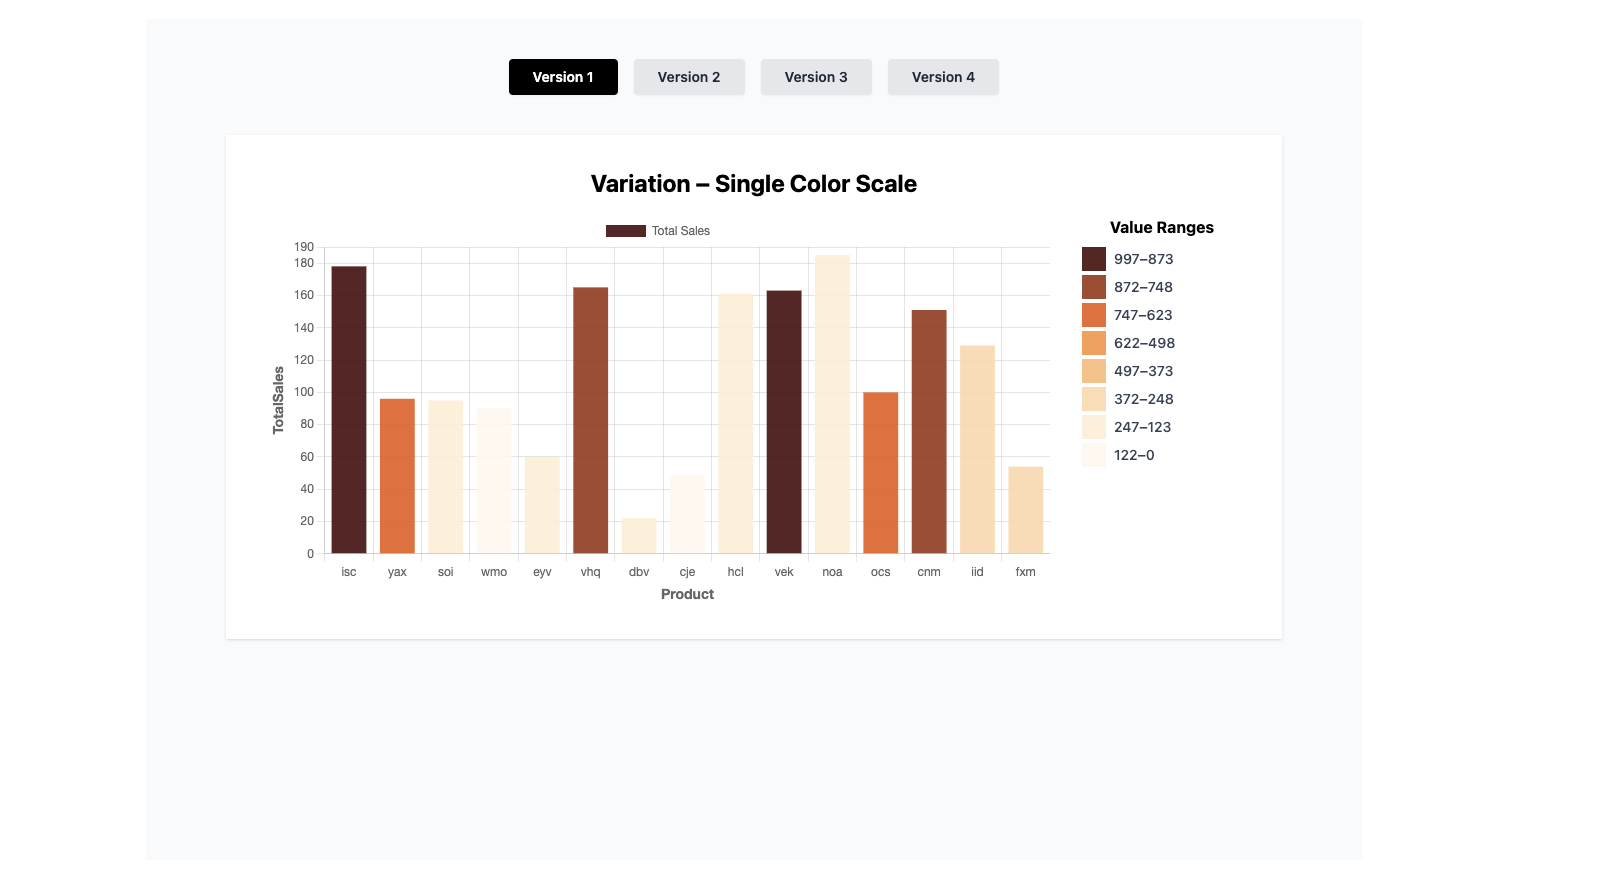 Version 1
Version 2
Version 3
Version 4
Variation – Single Color Scale
Total Sales
190
180
160
140
120
100
80
60
40
20
0
TotalSales
isc yax soi wmo eyv vhq dbv cje hcl vek noa ocs cnm iid fxm
Product
Value Ranges
997–873
872–748
747–623
622–498
497–373
372–248
247–123
122–0